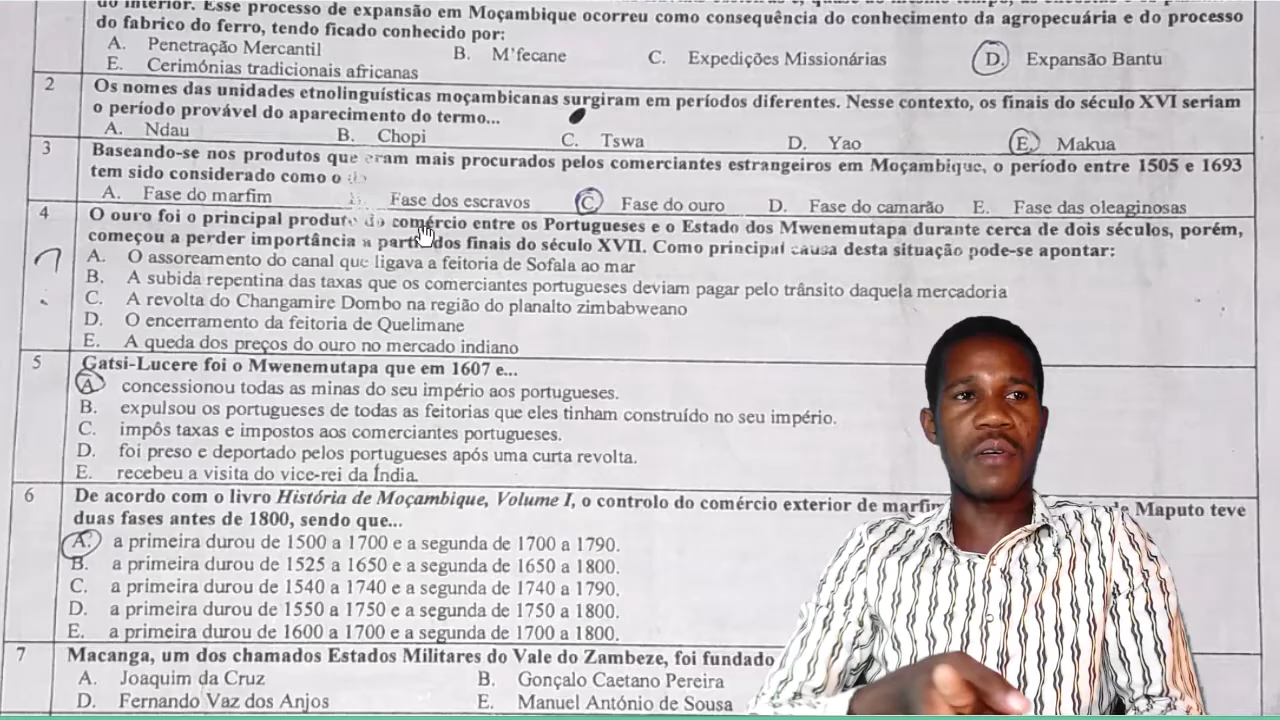 do interior. Esse processo de expansão em Moçambique ocorreu como consequência do conhecimento da agropecuária e do processo
do fabrico do ferro, tendo ficado conhecido por:
A. Penetração Mercantil B. M'fecane C. Expedições Missionárias D. Expansão Bantu
E. Cerimónias tradicionais africanas
2 Os nomes das unidades etnolinguísticas moçambicanas surgiram em períodos diferentes. Nesse contexto, os finais do século XVI seriam
o período provável do aparecimento do termo...
A. Ndau B. Chopi C. Tswa D. Yao E. Makua
3 Baseando-se nos produtos que eram mais procurados pelos comerciantes estrangeiros em Moçambique, o período entre 1505 e 1693
tem sido considerado como o
A. Fase do marfim B. Fase dos escravos C Fase do ouro D. Fase do camarão E. Fase das oleaginosas
4 O ouro foi o principal produto do comércio entre os Portugueses e o Estado dos Mwenemutapa durante cerca de dois séculos, porém,
começou a perder importância a partir dos finais do século XVII. Como principal causa desta situação pode-se apontar:
A. O assoreamento do canal que ligava a feitoria de Sofala ao mar
B. A subida repentina das taxas que os comerciantes portugueses deviam pagar pelo trânsito daquela mercadoria
C. A revolta do Changamire Dombo na região do planalto zimbabweano
D. O encerramento da feitoria de Quelimane
E. A queda dos preços do ouro no mercado indiano
5 Gatsi-Lucere foi o Mwenemutapa que em 1607 e...
A concessionou todas as minas do seu império aos portugueses.
B. expulsou os portugueses de todas as feitorias que eles tinham construído no seu império.
C. impôs taxas e impostos aos comerciantes portugueses.
D. foi preso e deportado pelos portugueses após uma curta revolta.
E. recebeu a visita do vice-rei da Índia.
6 De acordo com o livro História de Moçambique, Volume I, o controlo do comércio exterior de marfim de Maputo teve
duas fases antes de 1800, sendo que...
A. a primeira durou de 1500 a 1700 e a segunda de 1700 a 1790.
B. a primeira durou de 1525 a 1650 e a segunda de 1650 a 1800.
C. a primeira durou de 1540 a 1740 e a segunda de 1740 a 1790.
D. a primeira durou de 1550 a 1750 e a segunda de 1750 a 1800.
E. a primeira durou de 1600 a 1700 e a segunda de 1700 a 1800.
7 Macanga, um dos chamados Estados Militares do Vale do Zambeze, foi fundado
A. Joaquim da Cruz B. Gonçalo Caetano Pereira
D. Fernando Vaz dos Anjos E. Manuel António de Sousa